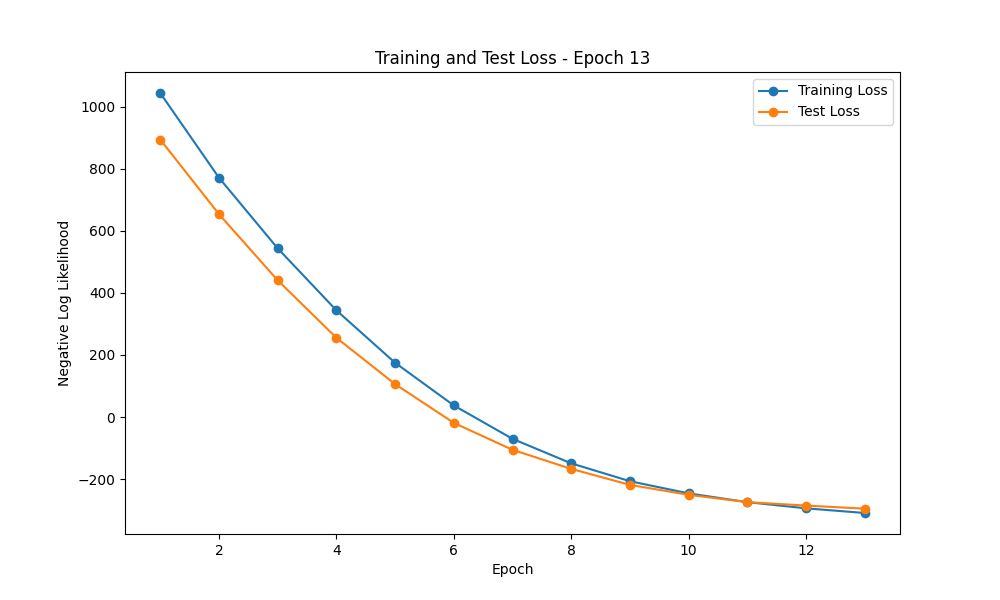 Training and Test Loss - Epoch 13
Training Loss
Test Loss
Negative Log Likelihood
1000
800
600
400
200
0
−200
2 4 6 8 10 12
Epoch